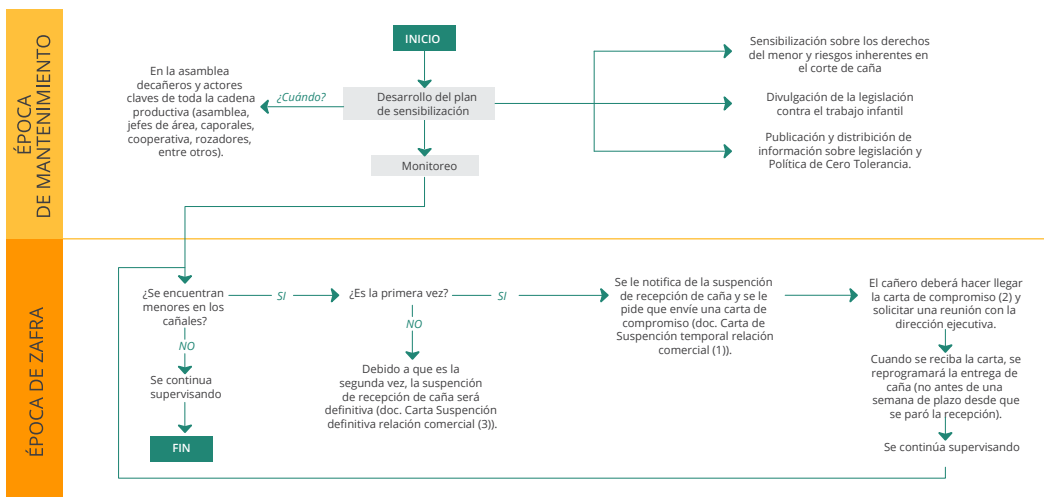 ÉPOCA
DE MANTENIMIENTO
INICIO
En la asamblea
decañeros y actores
claves de toda la cadena
productiva (asamblea,
jefes de área, caporales,
cooperativa, rozadores,
entre otros).
¿Cuándo?
Desarrollo del plan
de sensibilización
Sensibilización sobre los derechos
del menor y riesgos inherentes en
el corte de caña
Divulgación de la legislación
contra el trabajo infantil
Publicación y distribición de
información sobre legislación y
Política de Cero Tolerancia.
Monitoreo
ÉPOCA DE ZAFRA
¿Se encuentran
menores en los
cañales?
SI
¿Es la primera vez?
SI
Se le notifica de la suspención
de recepción de caña y se le
pide que envíe una carta de
compromiso (doc. Carta de
Suspención temporal relación
comercial (1)).
El cañero deberá hacer llegar
la carta de compromiso (2) y
solicitar una reunión con la
dirección ejecutiva.
NO
Se continua
supervisando
FIN
NO
Debido a que es la
segunda vez, la suspención
de recepción de caña será
definitiva (doc. Carta Suspención
definitiva relación comercial (3)).
Cuando se reciba la carta, se
reprogramará la entrega de
caña (no antes de una
semana de plazo desde que
se paró la recepción).
Se continúa supervisando